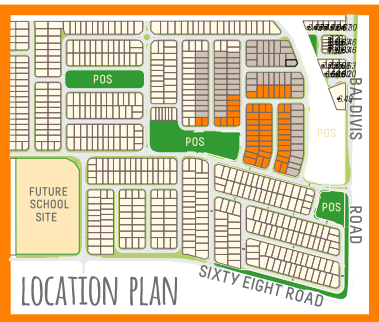 POS
POS
POS
POS
BALDIVIS
ROAD
FUTURE
SCHOOL
SITE
SIXTY EIGHT ROAD
LOCATION PLAN